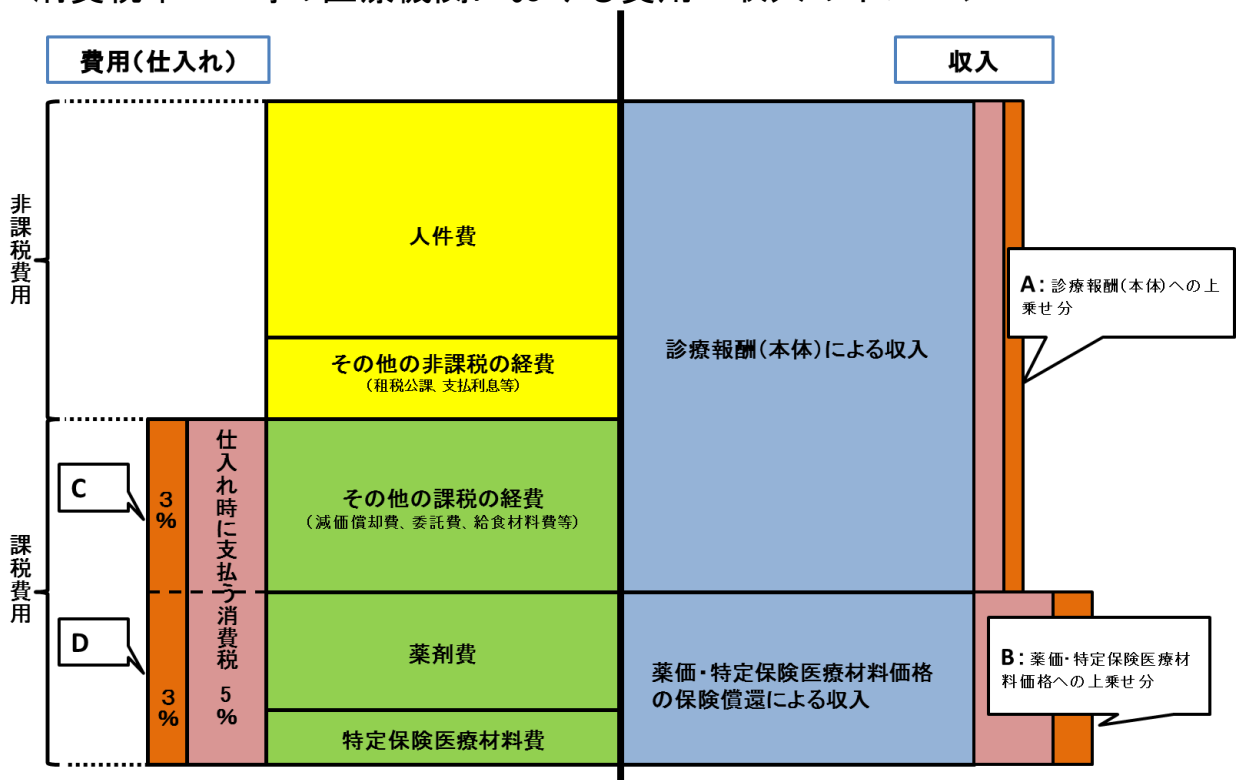 費用(仕入れ)
収入
非課税費用
人件費
その他の非課税の経費
(租税公課、支払利息等)
診療報酬(本体)による収入
A:診療報酬(本体)への上
乗せ分
課税費用
C
3%
仕入れ時に支払う消費税 5%
その他の課税の経費
(減価償却費、委託費、給食材料費等)
D
3%
薬剤費
特定保険医療材料費
薬価・特定保険医療材料価格
の保険償還による収入
B:薬価・特定保険医療材
料価格への上乗せ分